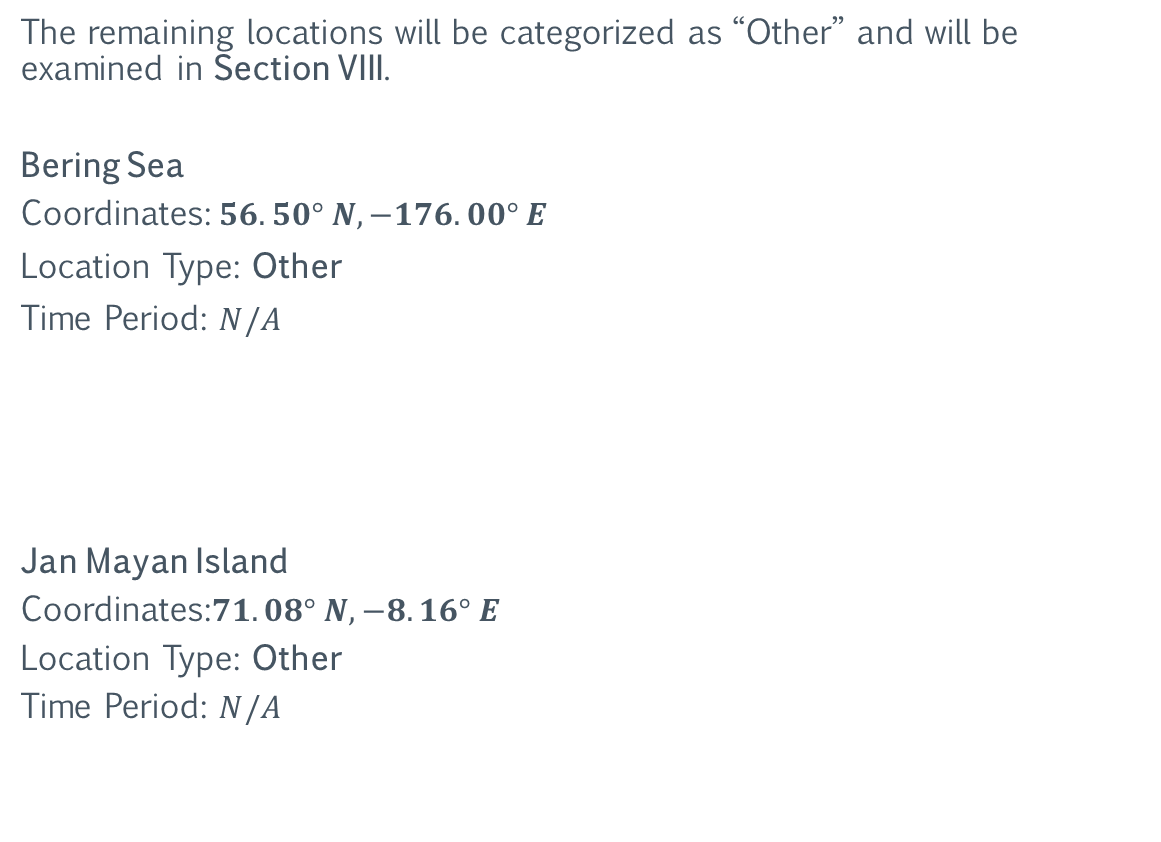 The remaining locations will be categorized as “Other” and will be
examined in Section VIII.
Bering Sea
Coordinates: 56.50° N, −176.00° E
Location Type: Other
Time Period: N/A
Jan Mayan Island
Coordinates:71.08° N, −8.16° E
Location Type: Other
Time Period: N/A